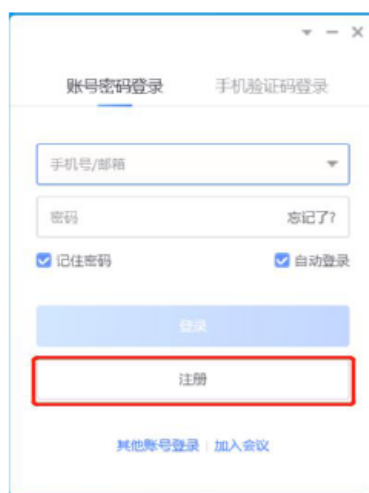 账号密码登录 手机验证码登录
手机号/邮箱
密码 忘记了?
记住密码 自动登录
登录
注册
其他账号登录 | 加入会议